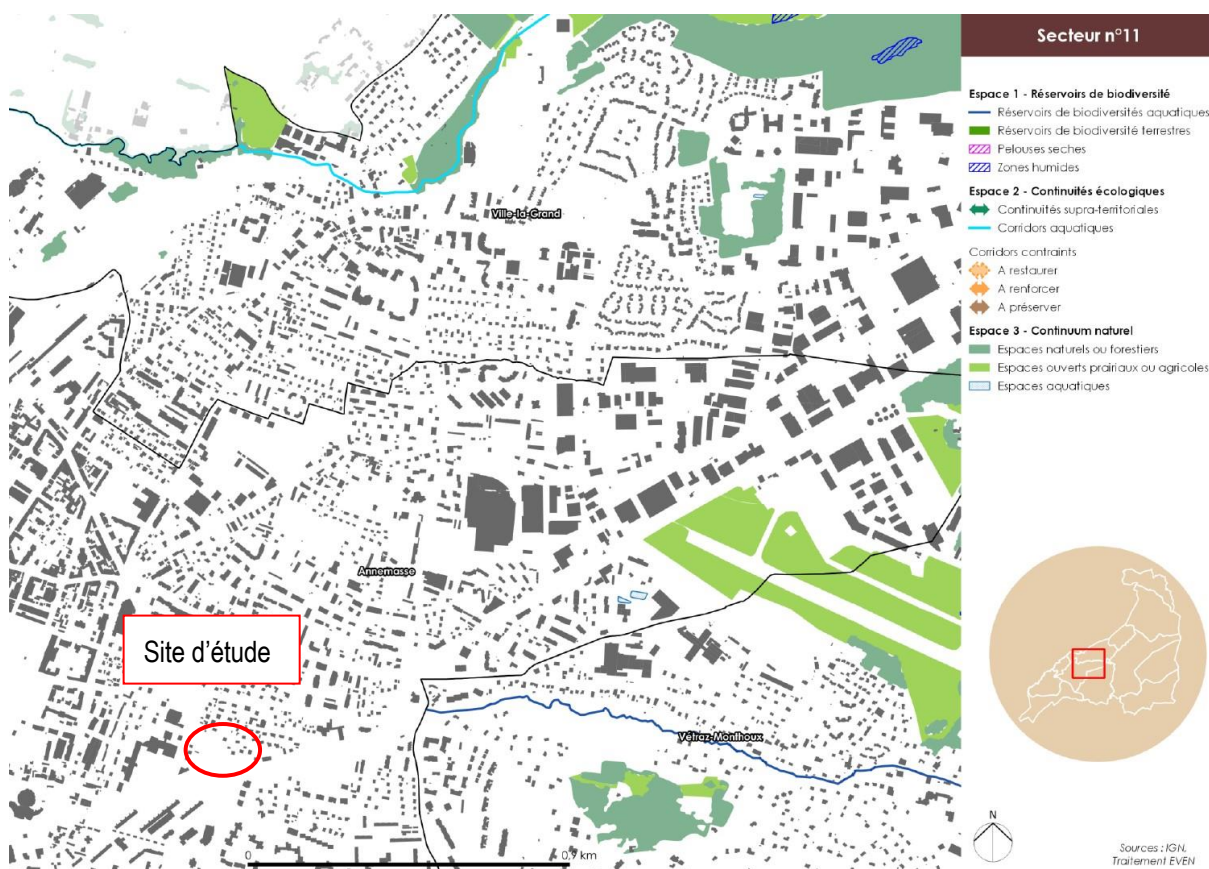 Secteur n°11
Espace 1 - Réservoirs de biodiversité
Réservoirs de biodiversités aquatiques
Réservoirs de biodiversité terrestres
Pelouses seches
Zones humides
Espace 2 - Continuités écologiques
Continuités supra-territoriales
Corridors aquatiques
Corridors contraints
A restaurer
A renforcer
A préserver
Espace 3 - Continuum naturel
Espaces naturels ou forestiers
Espaces ouverts prairiaux ou agricoles
Espaces aquatiques
Ville-la-Grand
Annemasse
Site d'étude
Vétraz-Monthoux
0
0,9 km
N
Sources : IGN,
Traitement EVEN